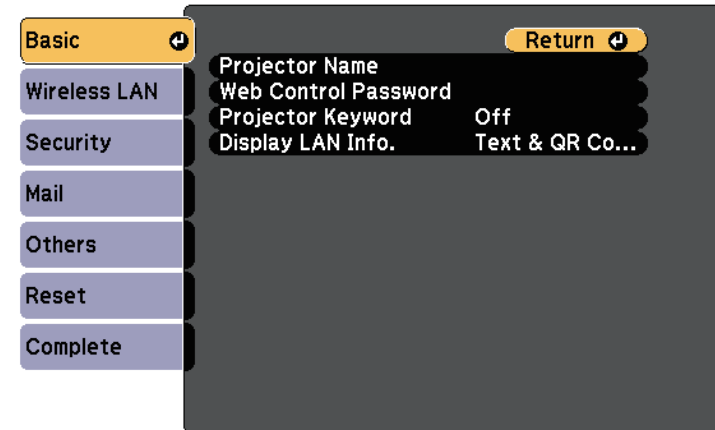 Basic
Return
Projector Name
Wireless LAN
Web Control Password
Projector Keyword Off
Security
Display LAN Info. Text & QR Co...
Mail
Others
Reset
Complete